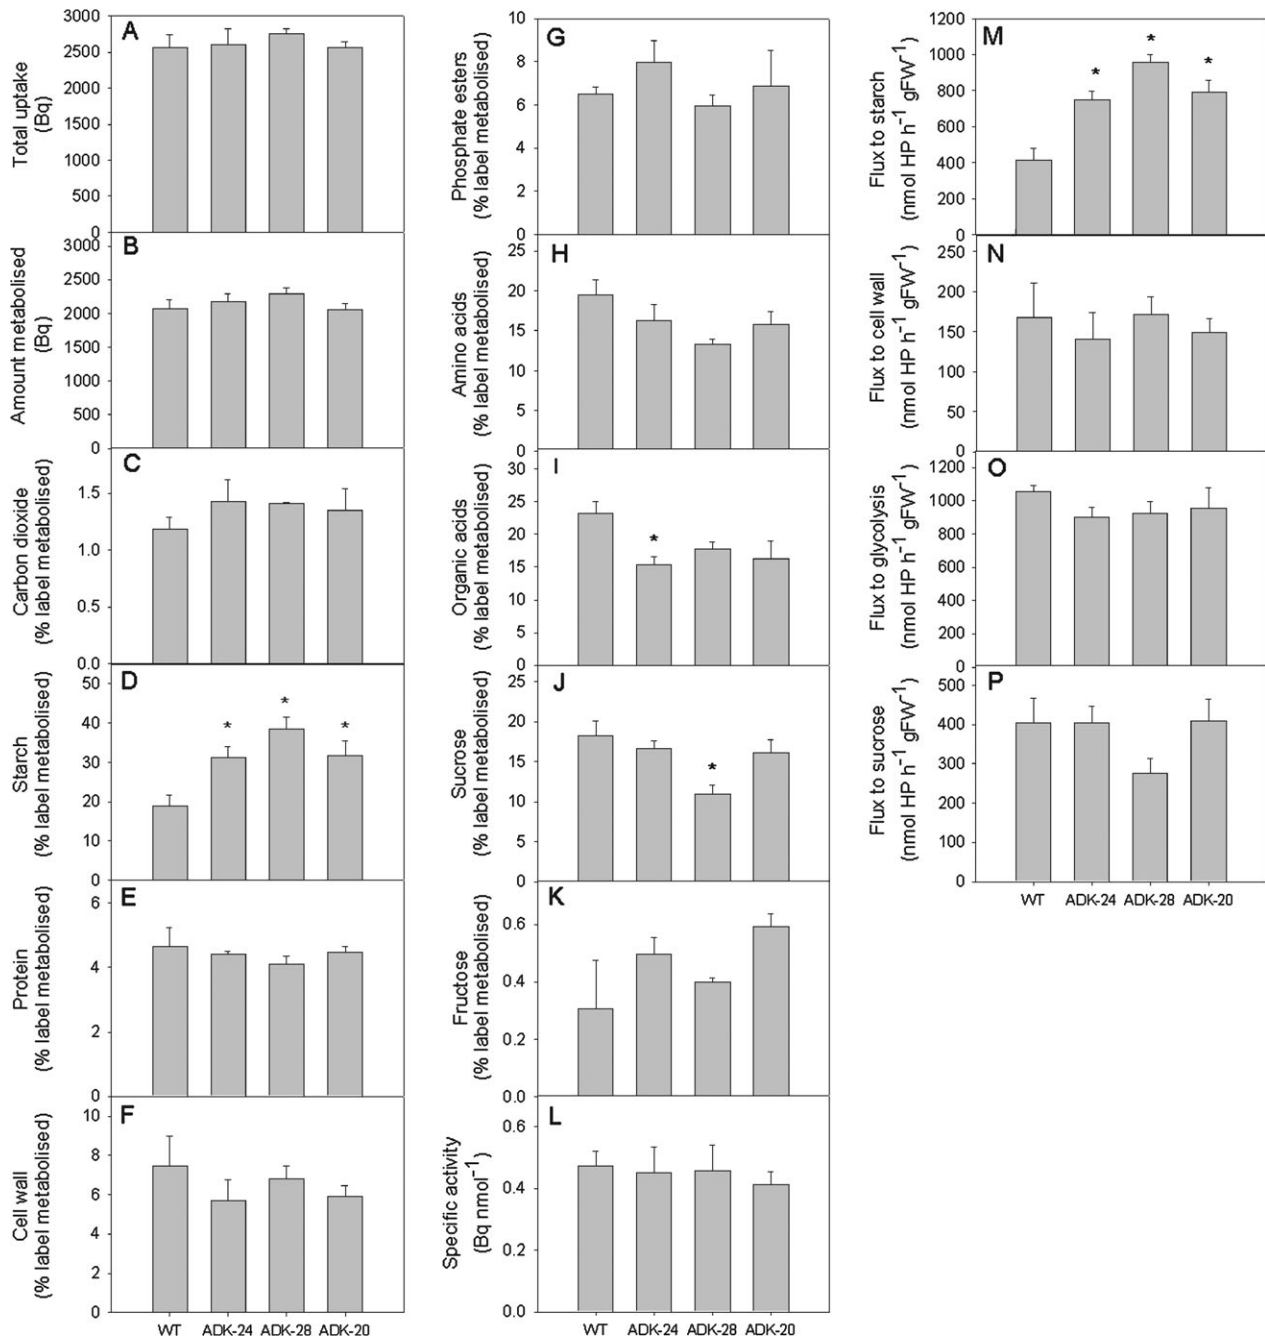 A
Total uptake
(Bq)
3000
2500
2000
1500
1000
500
0
B
Amount metabolised
(Bq)
3000
2500
2000
1500
1000
500
0
C
Carbon dioxide
(% label metabolised)
1.5
1.0
0.5
0.0
D
Starch
(% label metabolised)
50
40
30
20
10
0
* * *
E
Protein
(% label metabolised)
6
4
2
0
F
Cell wall
(% label metabolised)
10
8
6
4
2
0
WT ADK-24 ADK-28 ADK-20
G
Phosphate esters
(% label metabolised)
10
8
6
4
2
0
H
Amino acids
(% label metabolised)
25
20
15
10
5
0
I
Organic acids
(% label metabolised)
30
25
20
15
10
5
0
*
J
Sucrose
(% label metabolised)
25
20
15
10
5
0
*
K
Fructose
(% label metabolised)
0.6
0.4
0.2
0.0
L
Specific activity
(Bq nmol⁻¹)
0.6
0.4
0.2
0.0
WT ADK-24 ADK-28 ADK-20
M
Flux to starch
(nmol HP h⁻¹ gFW⁻¹)
1200
1000
800
600
400
200
0
* * *
N
Flux to cell wall
(nmol HP h⁻¹ gFW⁻¹)
250
200
150
100
50
0
O
Flux to glycolysis
(nmol HP h⁻¹ gFW⁻¹)
1200
1000
800
600
400
200
0
P
Flux to sucrose
(nmol HP h⁻¹ gFW⁻¹)
500
400
300
200
100
0
WT ADK-24 ADK-28 ADK-20